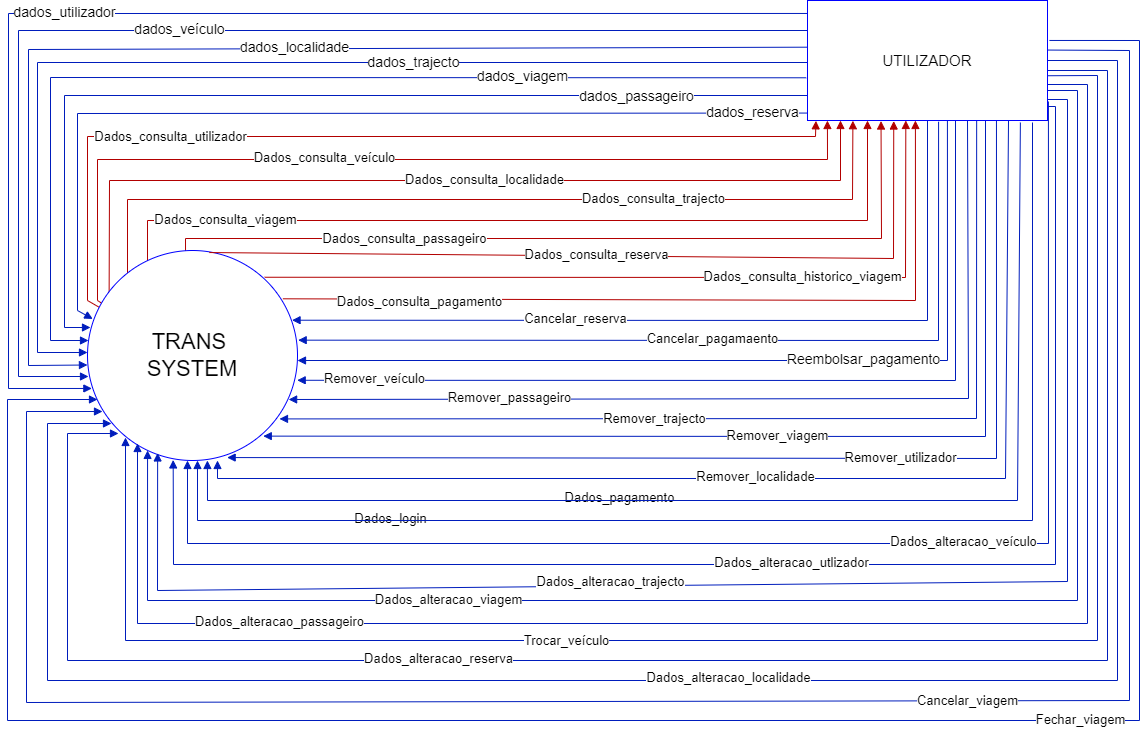 dados_utilizador
dados_veículo
dados_localidade
dados_trajecto
UTILIZADOR
dados_viagem
dados_passageiro
dados_reserva
Dados_consulta_utilizador
Dados_consulta_veículo
Dados_consulta_localidade
Dados_consulta_trajecto
Dados_consulta_viagem
Dados_consulta_passageiro
Dados_consulta_reserva
Dados_consulta_historico_viagem
Dados_consulta_pagamento
Cancelar_reserva
TRANS
SYSTEM
Cancelar_pagamaento
Reembolsar_pagamento
Remover_veículo
Remover_passageiro
Remover_trajecto
Remover_viagem
Remover_utilizador
Remover_localidade
Dados_pagamento
Dados_login
Dados_alteracao_veículo
Dados_alteracao_utlizador
Dados_alteracao_trajecto
Dados_alteracao_viagem
Dados_alteracao_passageiro
Trocar_veículo
Dados_alteracao_reserva
Dados_alteracao_localidade
Cancelar_viagem
Fechar_viagem